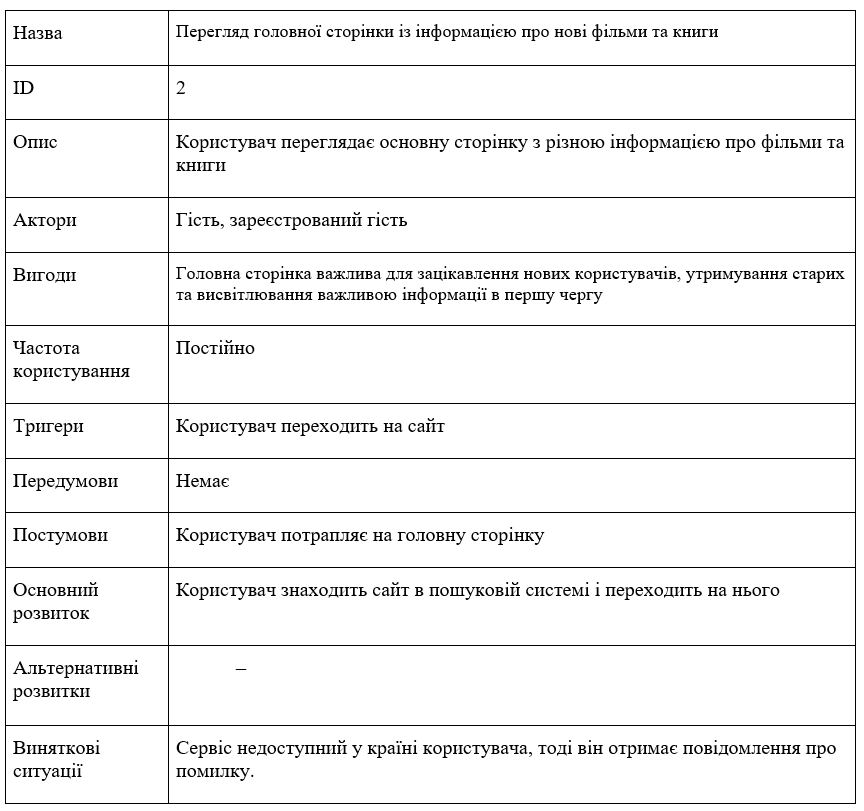 Назва
Перегляд головної сторінки із інформацією про нові фільми та книги
ID
2
Опис
Користувач переглядає основну сторінку з різною інформацією про фільми та
книги
Актори
Гість, зареєстрований гість
Вигоди
Головна сторінка важлива для зацікавлення нових користувачів, утримування старих
та висвітлювання важливою інформації в першу чергу
Частота
користування
Постійно
Тригери
Користувач переходить на сайт
Передумови
Немає
Постумови
Користувач потрапляє на головну сторінку
Основний
розвиток
Користувач знаходить сайт в пошуковій системі і переходить на нього
Альтернативні
розвитки
–
Виняткові
ситуації
Сервіс недоступний у країні користувача, тоді він отримає повідомлення про
помилку.